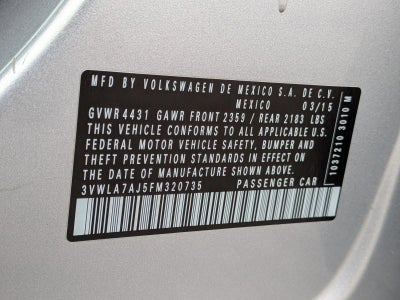 MFD BY VOLKSWAGEN DE MEXICO S.A. DE C.V.
MEXICO 03/15
GVWR 4431 GAWR FRONT 2359 / REAR 2183 LBS
THIS VEHICLE CONFORMS TO ALL APPLICABLE U.S.
FEDERAL MOTOR VEHICLE SAFETY, BUMPER AND
THEFT PREVENTION STANDARDS IN EFFECT ON
THE DATE OF MANUFACTURE SHOWN ABOVE.
3VWLA7AJ5FM320735 PASSENGER CAR
1037210 3010 M